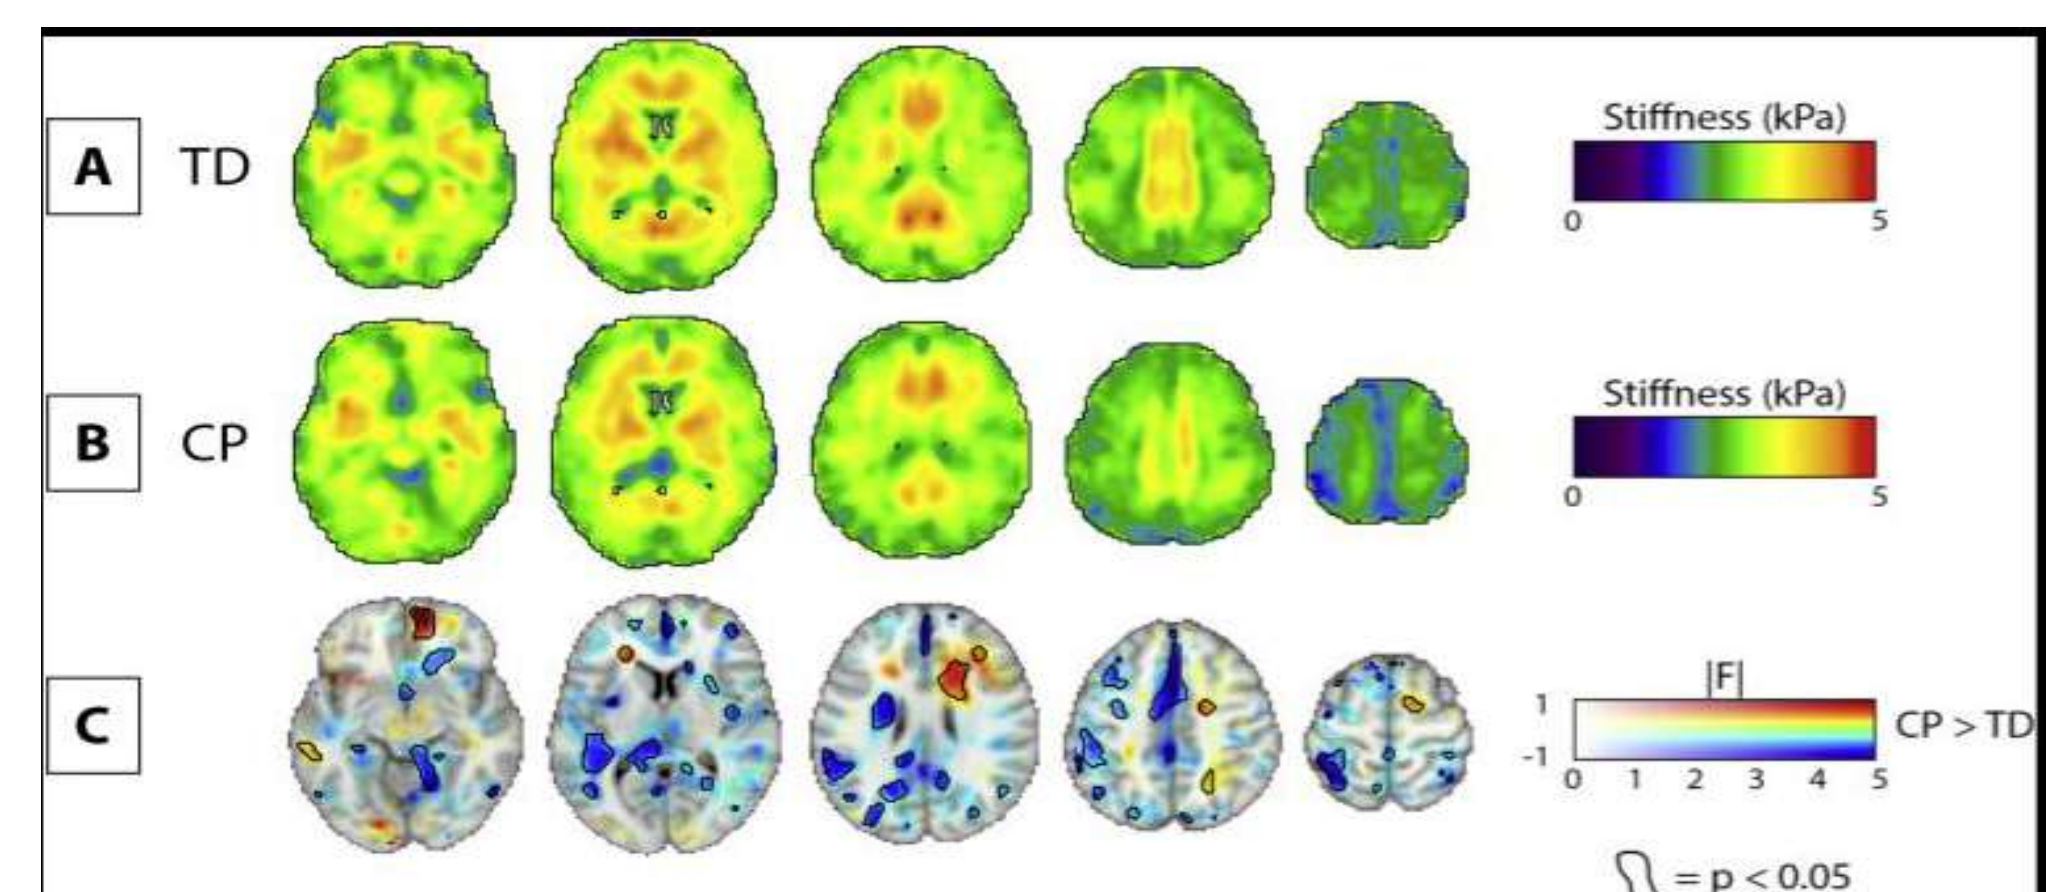 A
TD
Stiffness (kPa)
0
5
B
CP
Stiffness (kPa)
0
5
C
|F|
1
-1
CP > TD
0 1 2 3 4 5
= p < 0.05